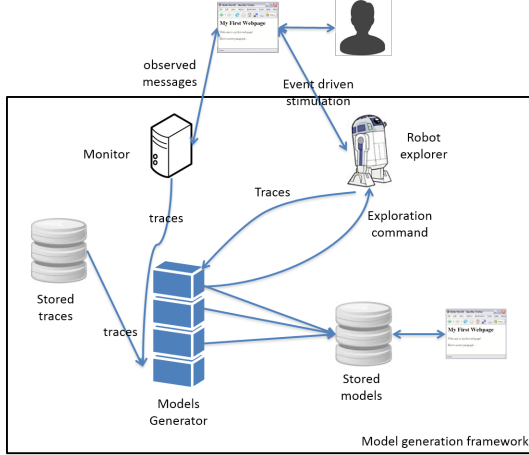 My First Webpage
observed
messages
Event driven
stimulation
Monitor
Robot
explorer
Traces
traces
Exploration
command
Stored
traces
traces
My First Webpage
Stored
models
Models
Generator
Model generation framework